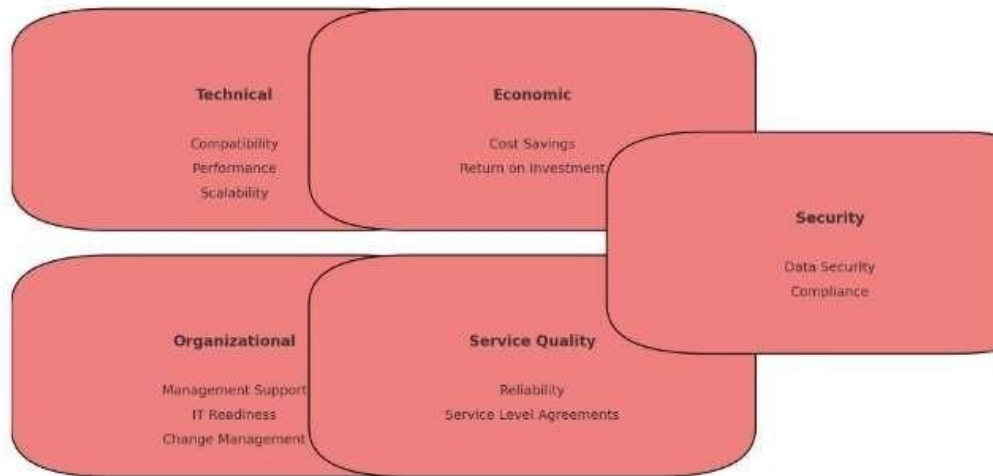 Technical
Compatibility
Performance
Scalability
Economic
Cost Savings
Return on Investment
Security
Data Security
Compliance
Organizational
Management Support
IT Readiness
Change Management
Service Quality
Reliability
Service Level Agreements